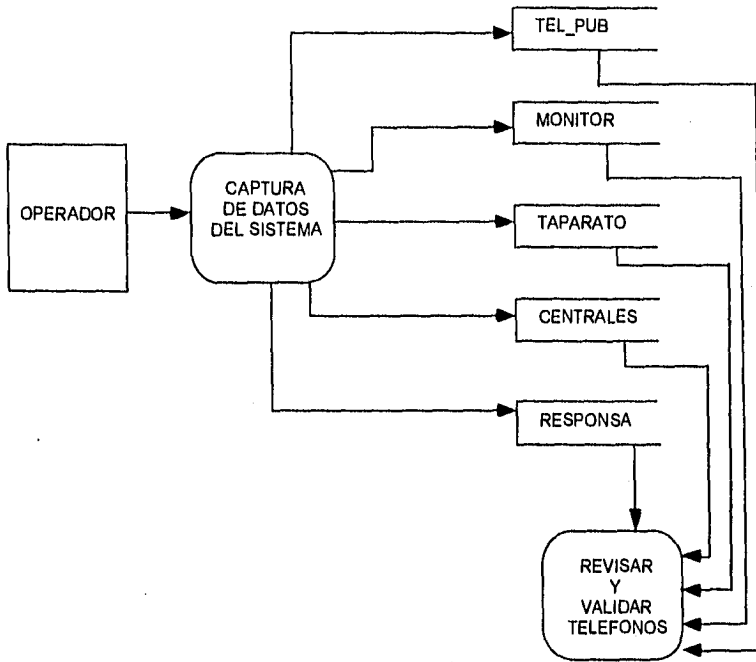 TEL_PUB
MONITOR
OPERADOR
CAPTURA
DE DATOS
DEL SISTEMA
TAPARATO
CENTRALES
RESPONSA
REVISAR
Y
VALIDAR
TELEFONOS